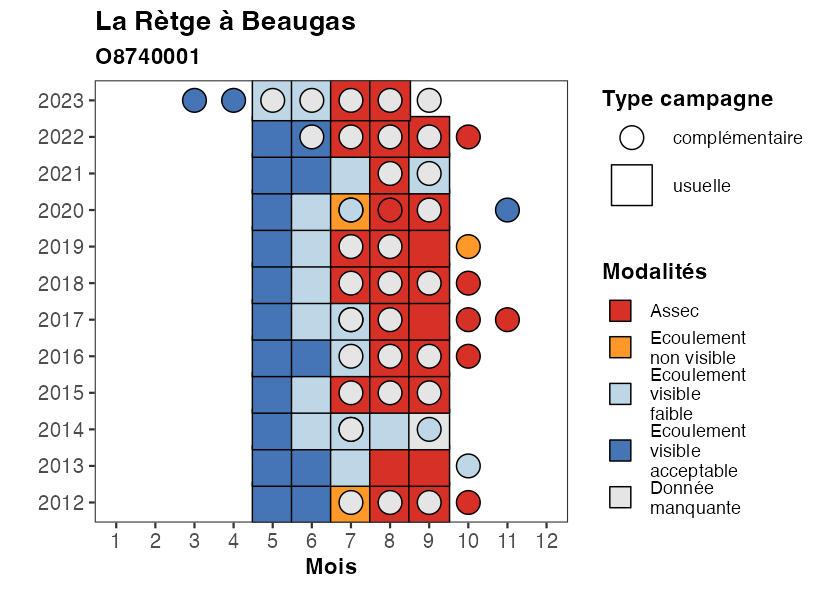 La Rètge à Beaugas
O8740001
2023
2022
2021
2020
2019
2018
2017
2016
2015
2014
2013
2012
1 2 3 4 5 6 7 8 9 10 11 12
Mois
Type campagne
complémentaire
usuelle
Modalités
Assec
Ecoulement
non visible
Ecoulement
visible
faible
Ecoulement
visible
acceptable
Donnée
manquante